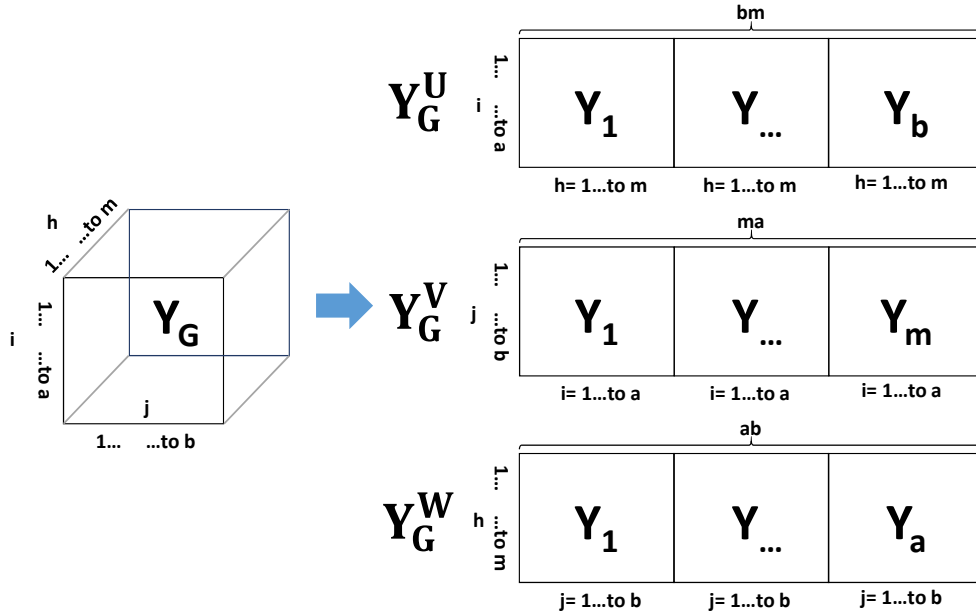 h
1... ...to m
i
1... ...to a
Y_G
j
1... ...to b
Y_G^U
bm
i
1... ...to a
Y_1
Y_...
Y_b
h= 1...to m
h= 1...to m
h= 1...to m
Y_G^V
ma
j
1... ...to b
Y_1
Y_...
Y_m
i= 1...to a
i= 1...to a
i= 1...to a
Y_G^W
ab
h
1... ...to m
Y_1
Y_...
Y_a
j= 1...to b
j= 1...to b
j= 1...to b